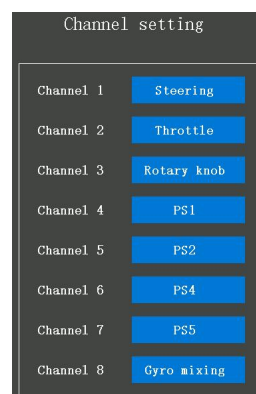 Channel setting
Channel 1 Steering
Channel 2 Throttle
Channel 3 Rotary knob
Channel 4 PS1
Channel 5 PS2
Channel 6 PS4
Channel 7 PS5
Channel 8 Gyro mixing